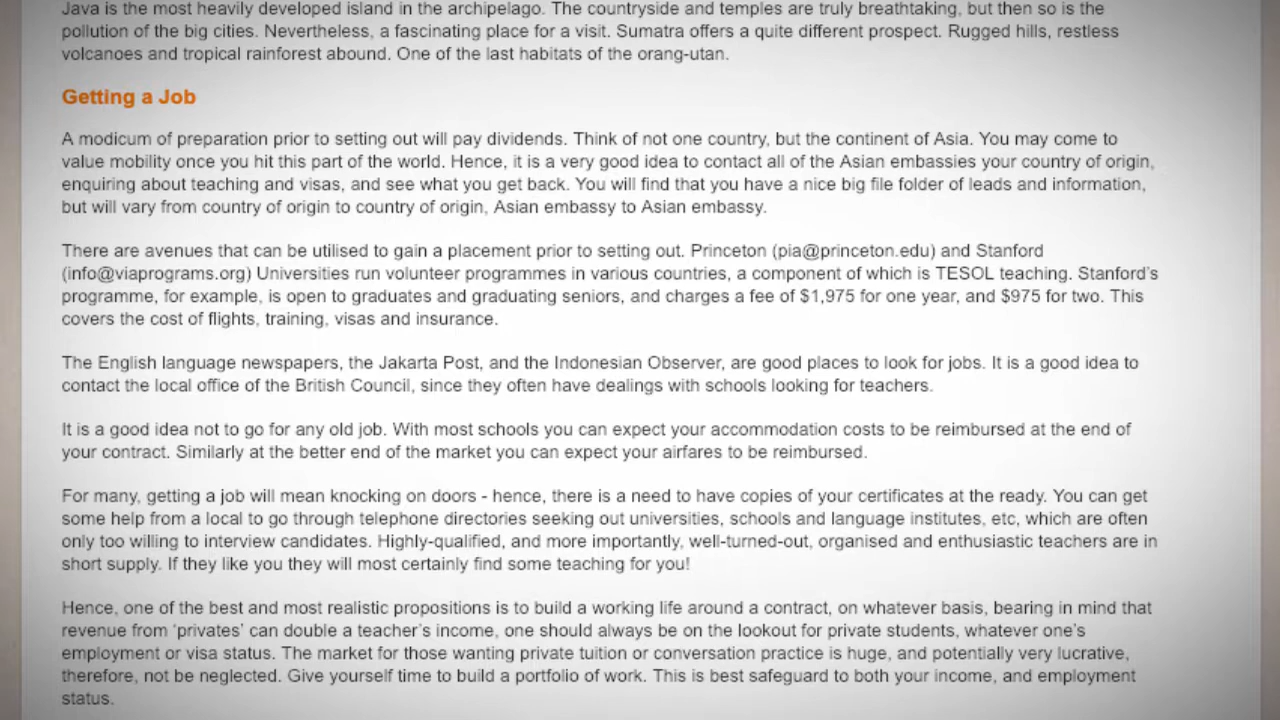 Java is the most heavily developed island in the archipelago. The countryside and temples are truly breathtaking, but then so is the
pollution of the big cities. Nevertheless, a fascinating place for a visit. Sumatra offers a quite different prospect. Rugged hills, restless
volcanoes and tropical rainforest abound. One of the last habitats of the orang-utan.
Getting a Job
A modicum of preparation prior to setting out will pay dividends. Think of not one country, but the continent of Asia. You may come to
value mobility once you hit this part of the world. Hence, it is a very good idea to contact all of the Asian embassies your country of origin,
enquiring about teaching and visas, and see what you get back. You will find that you have a nice big file folder of leads and information,
but will vary from country of origin to country of origin, Asian embassy to Asian embassy.
There are avenues that can be utilised to gain a placement prior to setting out. Princeton (pia@princeton.edu) and Stanford
(info@viaprograms.org) Universities run volunteer programmes in various countries, a component of which is TESOL teaching. Stanford's
programme, for example, is open to graduates and graduating seniors, and charges a fee of $1,975 for one year, and $975 for two. This
covers the cost of flights, training, visas and insurance.
The English language newspapers, the Jakarta Post, and the Indonesian Observer, are good places to look for jobs. It is a good idea to
contact the local office of the British Council, since they often have dealings with schools looking for teachers.
It is a good idea not to go for any old job. With most schools you can expect your accommodation costs to be reimbursed at the end of
your contract. Similarly at the better end of the market you can expect your airfares to be reimbursed.
For many, getting a job will mean knocking on doors - hence, there is a need to have copies of your certificates at the ready. You can get
some help from a local to go through telephone directories seeking out universities, schools and language institutes, etc, which are often
only too willing to interview candidates. Highly-qualified, and more importantly, well-turned-out, organised and enthusiastic teachers are in
short supply. If they like you they will most certainly find some teaching for you!
Hence, one of the best and most realistic propositions is to build a working life around a contract, on whatever basis, bearing in mind that
revenue from 'privates' can double a teacher's income, one should always be on the lookout for private students, whatever one's
employment or visa status. The market for those wanting private tuition or conversation practice is huge, and potentially very lucrative,
therefore, not be neglected. Give yourself time to build a portfolio of work. This is best safeguard to both your income, and employment
status.